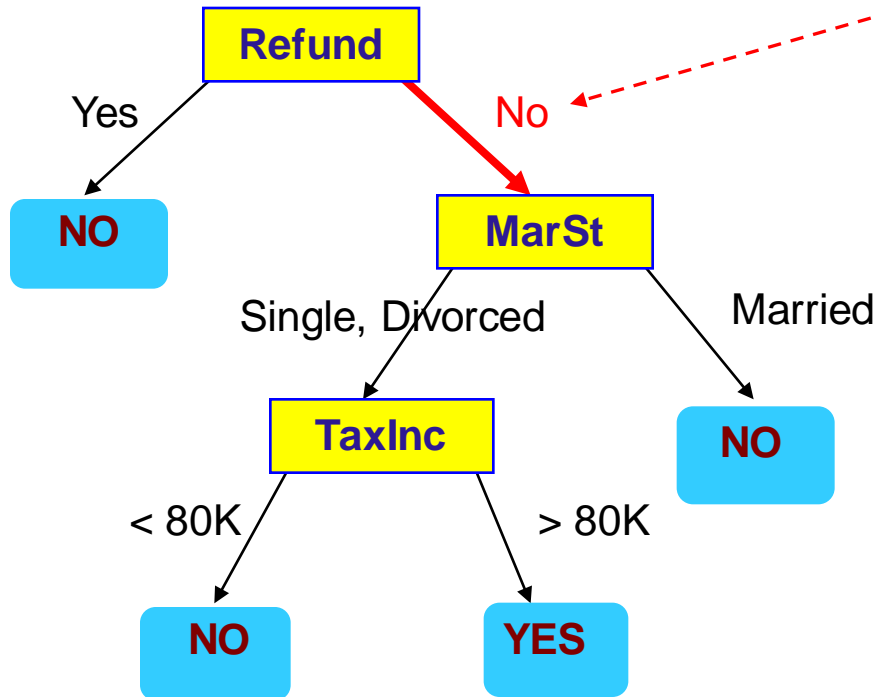 Refund
Yes
No
NO
MarSt
Single, Divorced
Married
TaxInc
NO
< 80K
> 80K
NO
YES